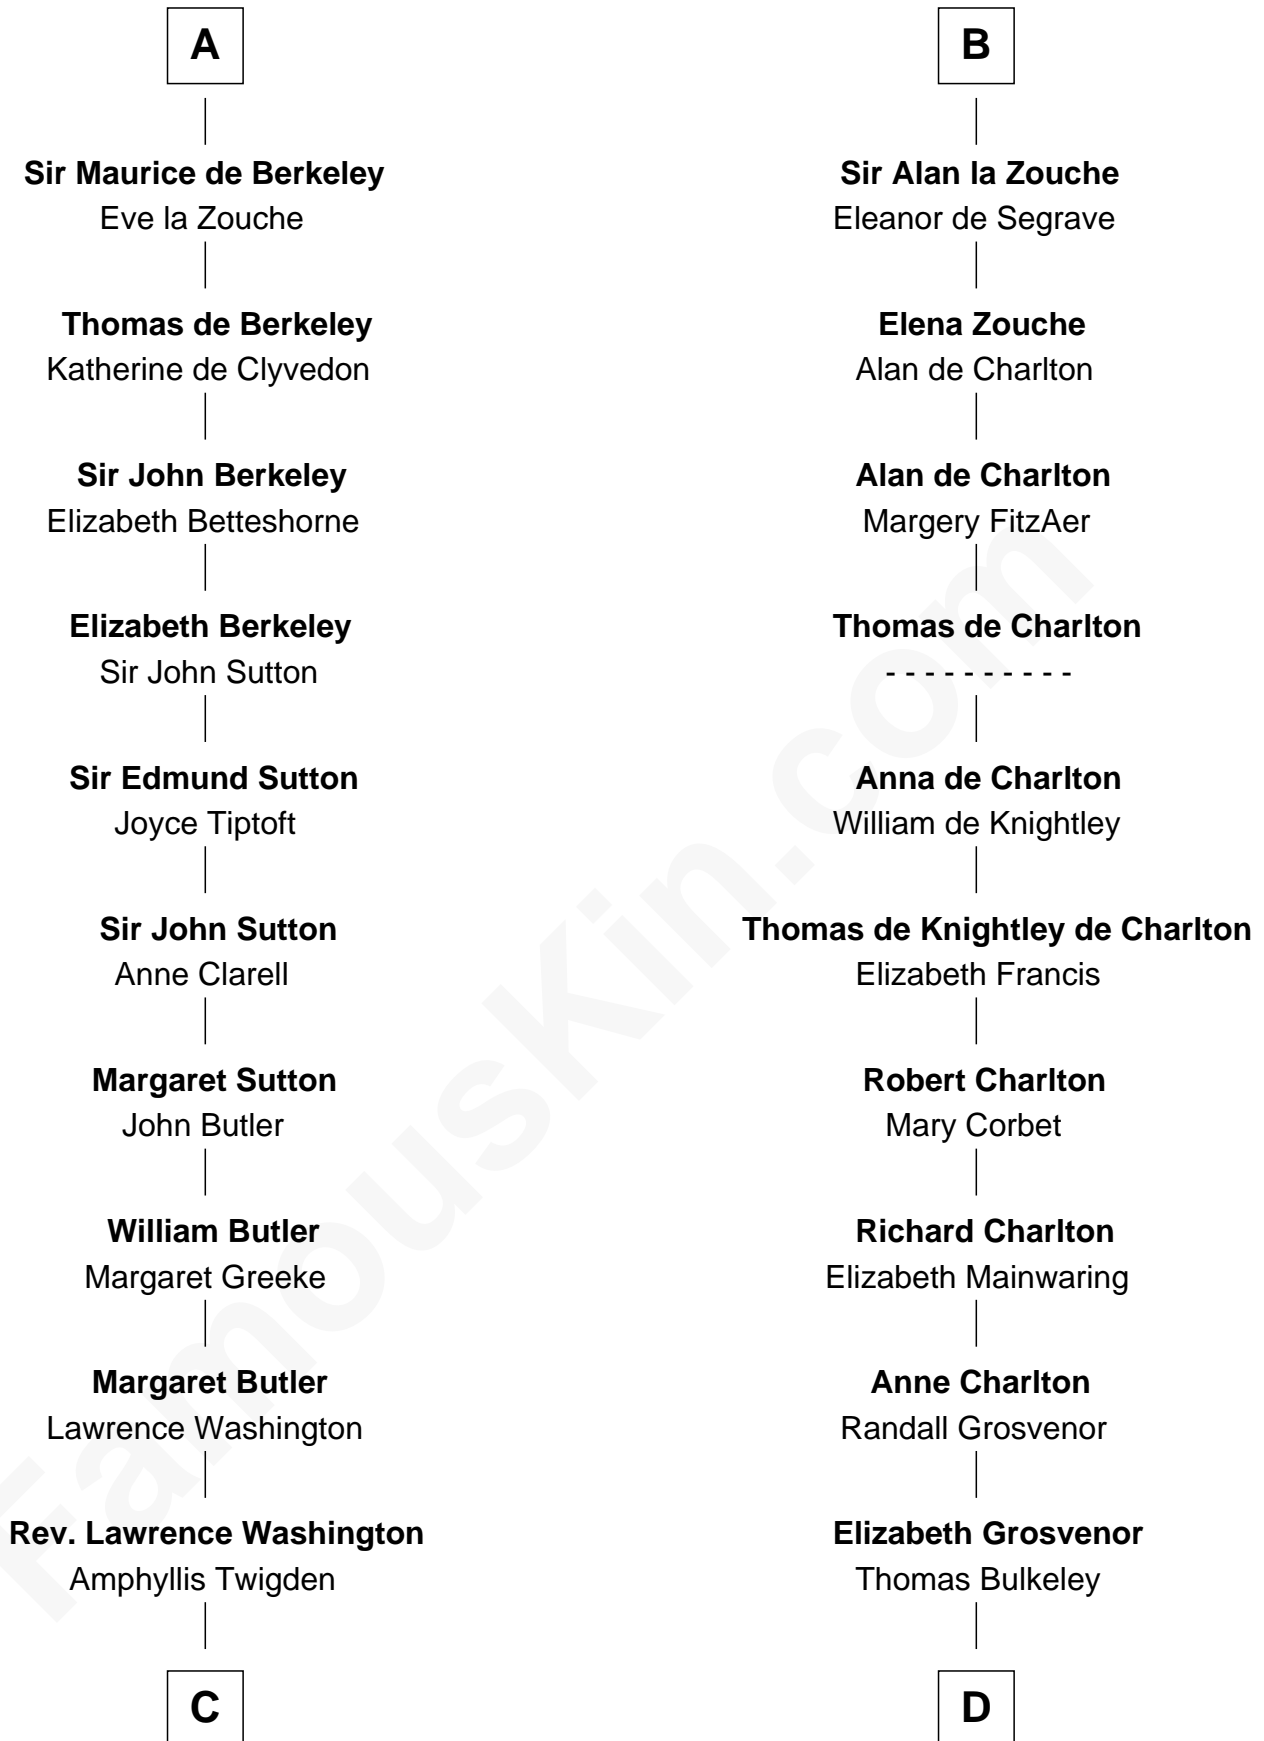 A
Sir Maurice de Berkeley
Eve la Zouche
Thomas de Berkeley
Katherine de Clyvedon
Sir John Berkeley
Elizabeth Betteshorne
Elizabeth Berkeley
Sir John Sutton
Sir Edmund Sutton
Joyce Tiptoft
Sir John Sutton
Anne Clarell
Margaret Sutton
John Butler
William Butler
Margaret Greeke
Margaret Butler
Lawrence Washington
Rev. Lawrence Washington
Amphyllis Twigden
C
B
Sir Alan la Zouche
Eleanor de Segrave
Elena Zouche
Alan de Charlton
Alan de Charlton
Margery FitzAer
Thomas de Charlton
- - - - - - - - - -
Anna de Charlton
William de Knightley
Thomas de Knightley de Charlton
Elizabeth Francis
Robert Charlton
Mary Corbet
Richard Charlton
Elizabeth Mainwaring
Anne Charlton
Randall Grosvenor
Elizabeth Grosvenor
Thomas Bulkeley
D
FamousKin.com